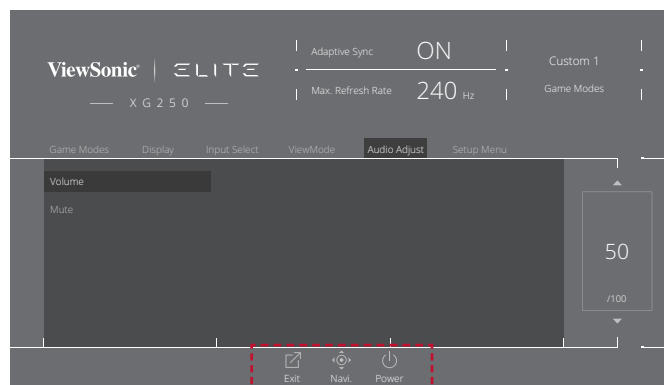 Adaptive Sync ON
ViewSonic® ELITE
Custom 1
Max. Refresh Rate 240 Hz
Game Modes
XG250
Game Modes Display Input Select ViewMode Audio Adjust Setup Menu
Volume
Mute
50
/100
Exit Navi. Power